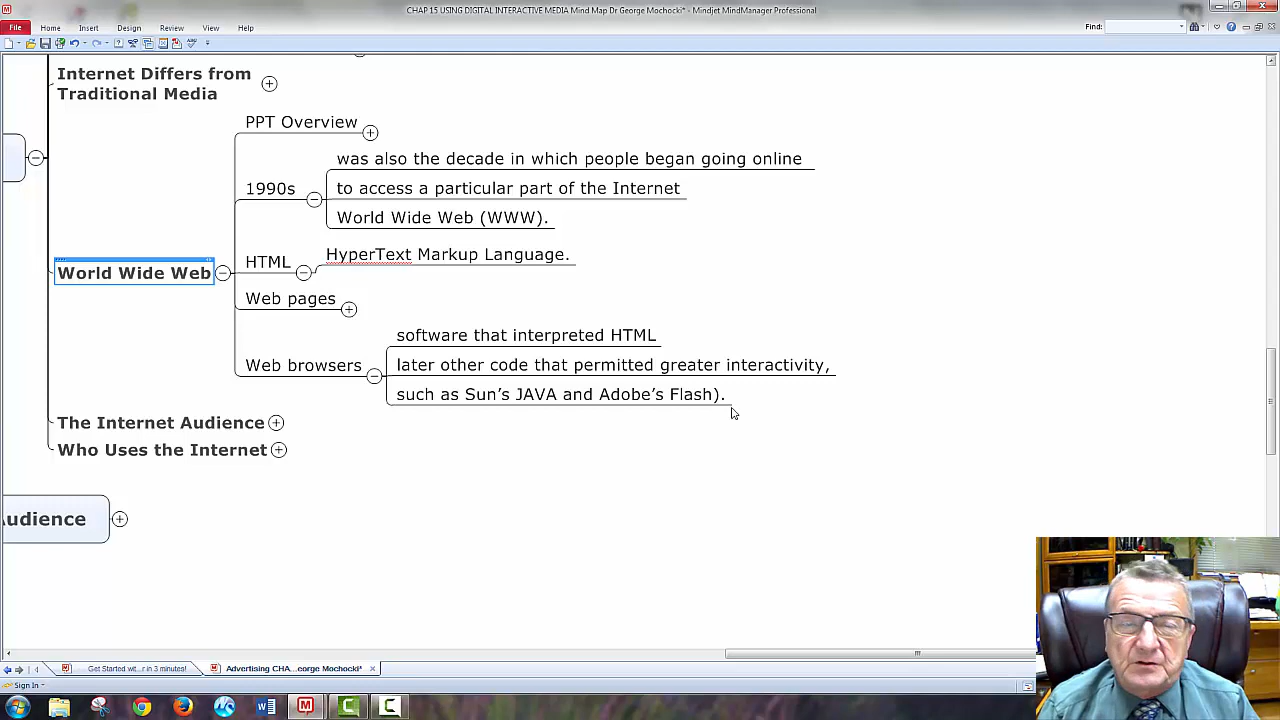 CHAP 15 USING DIGITAL INTERACTIVE MEDIA Mind Map Dr George Mochocki* - Mindjet MindManager Professional
File Home Insert Design Review View Help
Find:
Internet Differs from
Traditional Media
PPT Overview
was also the decade in which people began going online
1990s
to access a particular part of the Internet
World Wide Web (WWW).
HTML
HyperText Markup Language.
World Wide Web
Web pages
software that interpreted HTML
Web browsers
later other code that permitted greater interactivity,
such as Sun's JAVA and Adobe's Flash).
The Internet Audience
Who Uses the Internet
Audience
Get Started wit...r in 3 minutes!
Advertising CHA...eorge Mochocki*
Sign In